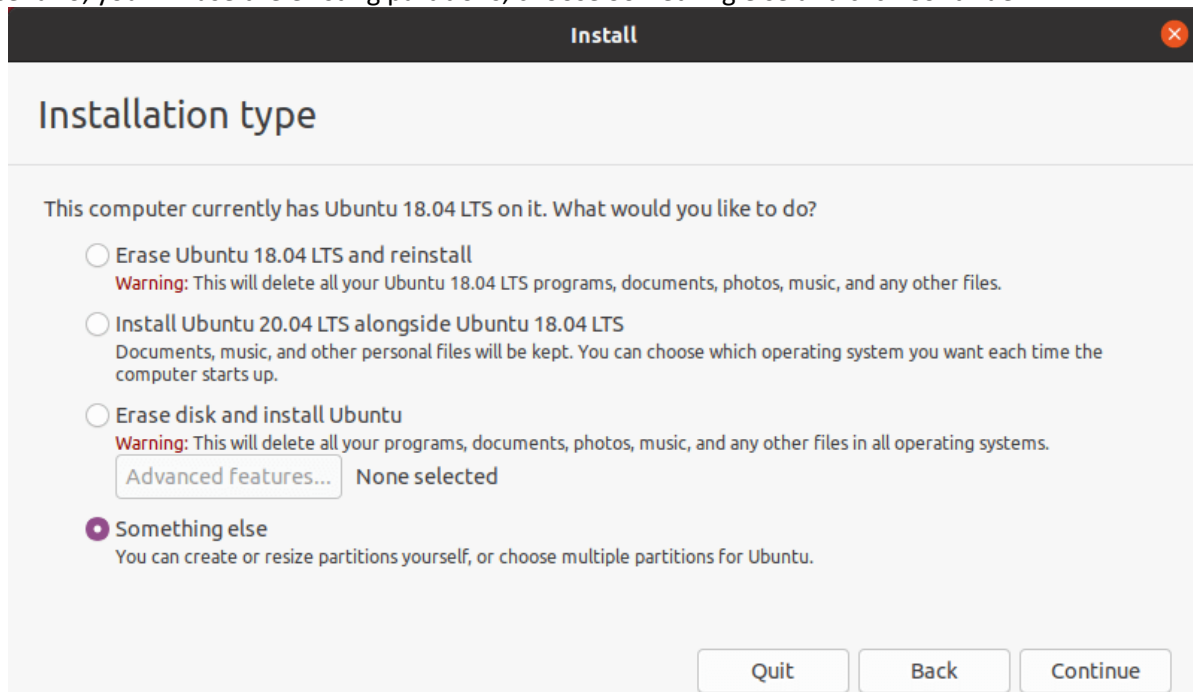 Install
Installation type
This computer currently has Ubuntu 18.04 LTS on it. What would you like to do?
Erase Ubuntu 18.04 LTS and reinstall
Warning: This will delete all your Ubuntu 18.04 LTS programs, documents, photos, music, and any other files.
Install Ubuntu 20.04 LTS alongside Ubuntu 18.04 LTS
Documents, music, and other personal files will be kept. You can choose which operating system you want each time the
computer starts up.
Erase disk and install Ubuntu
Warning: This will delete all your programs, documents, photos, music, and any other files in all operating systems.
Advanced features... None selected
Something else
You can create or resize partitions yourself, or choose multiple partitions for Ubuntu.
Quit Back Continue